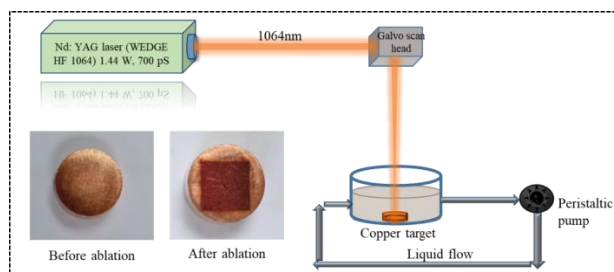 1064nm
Galvo scan
head
Nd: YAG laser (WEDGE
HF 1064) 1.44 W, 700 pS
Before ablation
After ablation
Copper target
Peristaltic
pump
Liquid flow